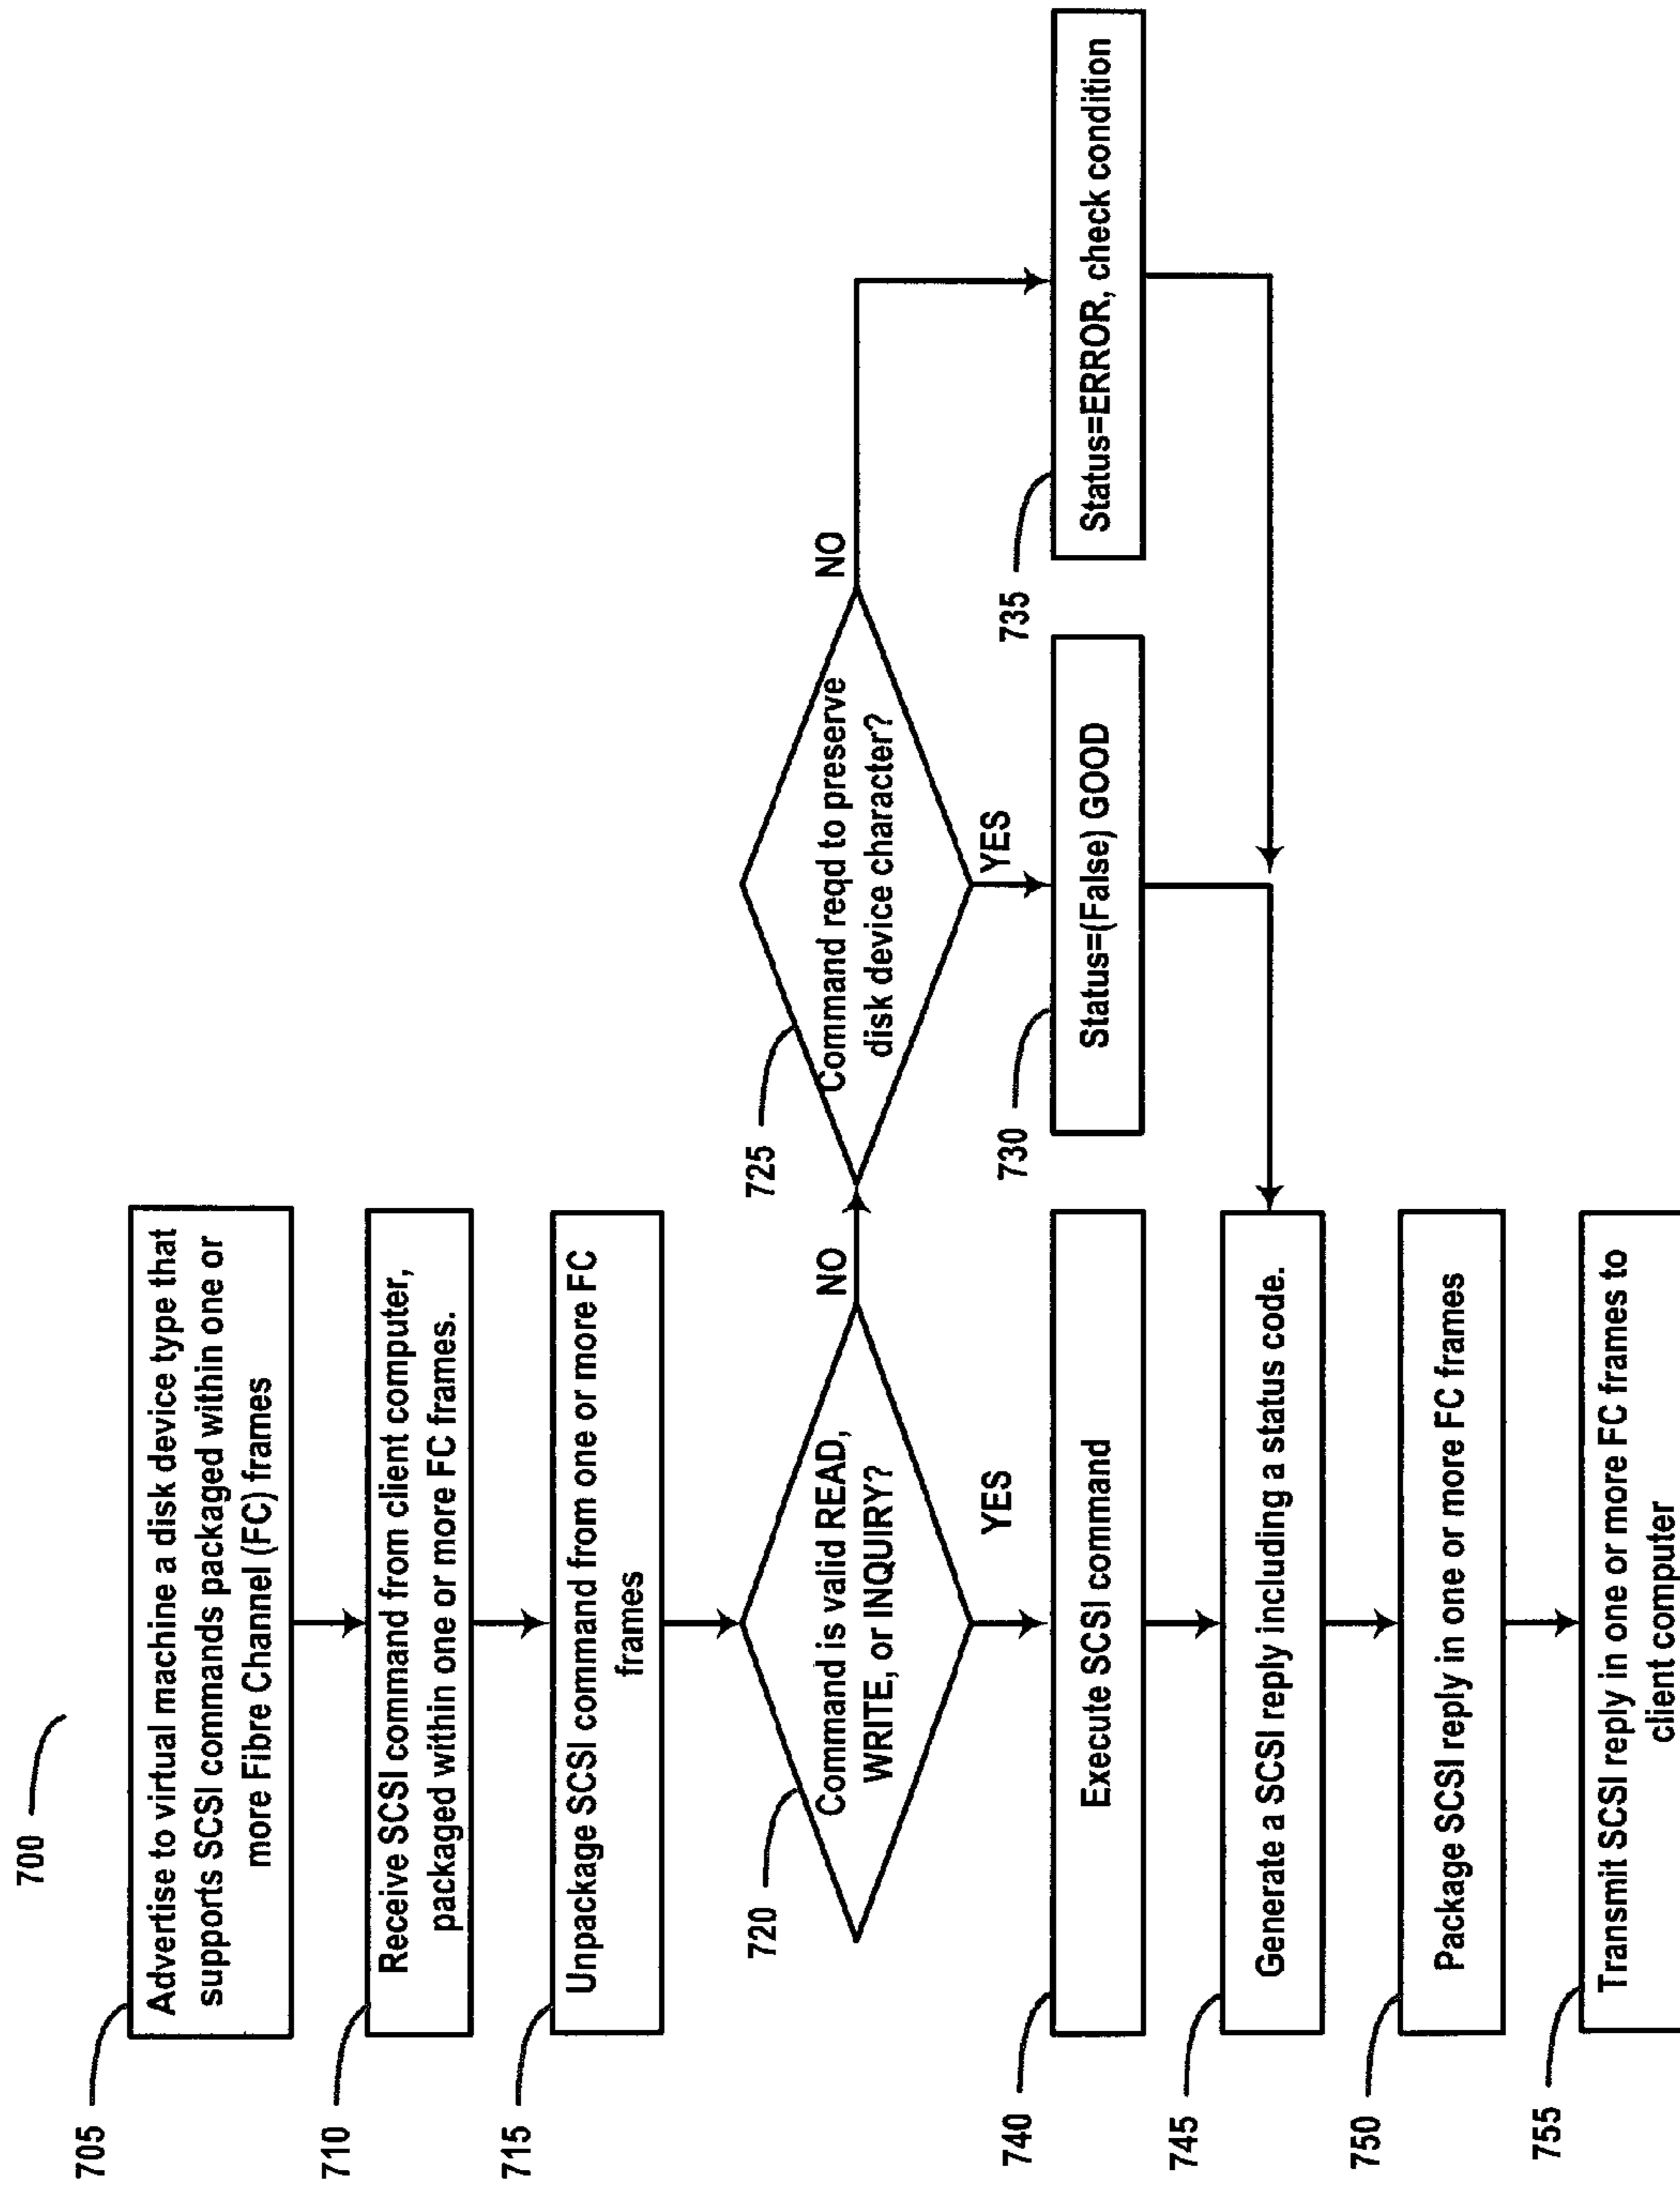 700
705
Advertise to virtual machine a disk device type that
supports SCSI commands packaged within one or
more Fibre Channel (FC) frames
710
Receive SCSI command from client computer,
packaged within one or more FC frames.
715
Unpackage SCSI command from one or more FC
frames
720
Command is valid READ,
WRITE, or INQUIRY?
NO
YES
725
Command reqd to preserve
disk device character?
NO
YES
730
Status=(False) GOOD
735
Status=ERROR, check condition
740
Execute SCSI command
745
Generate a SCSI reply including a status code.
750
Package SCSI reply in one or more FC frames
755
Transmit SCSI reply in one or more FC frames to
client computer